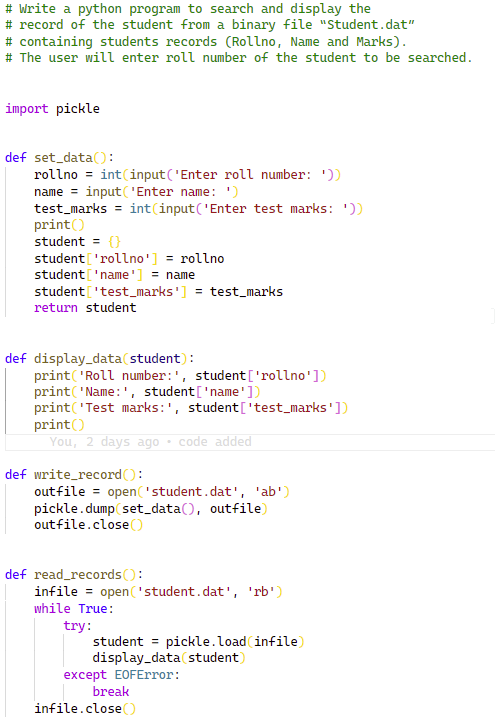 # Write a python program to search and display the
# record of the student from a binary file “Student.dat”
# containing students records (Rollno, Name and Marks).
# The user will enter roll number of the student to be searched.
import pickle
def set_data():
    rollno = int(input('Enter roll number: '))
    name = input('Enter name: ')
    test_marks = int(input('Enter test marks: '))
    print()
    student = {}
    student['rollno'] = rollno
    student['name'] = name
    student['test_marks'] = test_marks
    return student
def display_data(student):
    print('Roll number:', student['rollno'])
    print('Name:', student['name'])
    print('Test marks:', student['test_marks'])
    print()
You, 2 days ago • code added
def write_record():
    outfile = open('student.dat', 'ab')
    pickle.dump(set_data(), outfile)
    outfile.close()
def read_records():
    infile = open('student.dat', 'rb')
    while True:
        try:
            student = pickle.load(infile)
            display_data(student)
        except EOFError:
            break
    infile.close()